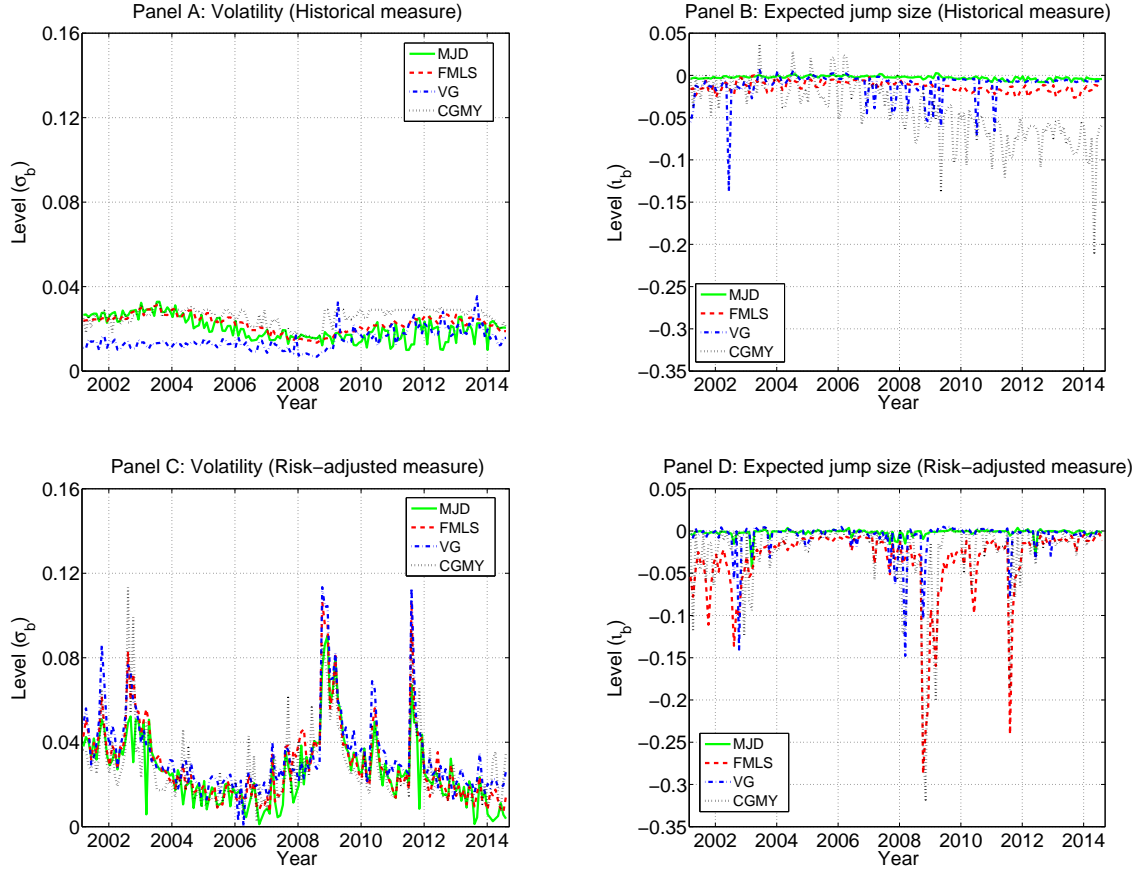 Panel A: Volatility (Historical measure)
0.16
0.12
0.08
0.04
0
Level (σ_b)
2002 2004 2006 2008 2010 2012 2014
Year
MJD
FMLS
VG
CGMY
Panel B: Expected jump size (Historical measure)
0.05
0
−0.05
−0.1
−0.15
−0.2
−0.25
−0.3
−0.35
Level (ι_b)
2002 2004 2006 2008 2010 2012 2014
Year
MJD
FMLS
VG
CGMY
Panel C: Volatility (Risk−adjusted measure)
0.16
0.12
0.08
0.04
0
Level (σ_b)
2002 2004 2006 2008 2010 2012 2014
Year
MJD
FMLS
VG
CGMY
Panel D: Expected jump size (Risk−adjusted measure)
0.05
0
−0.05
−0.1
−0.15
−0.2
−0.25
−0.3
−0.35
Level (ι_b)
2002 2004 2006 2008 2010 2012 2014
Year
MJD
FMLS
VG
CGMY